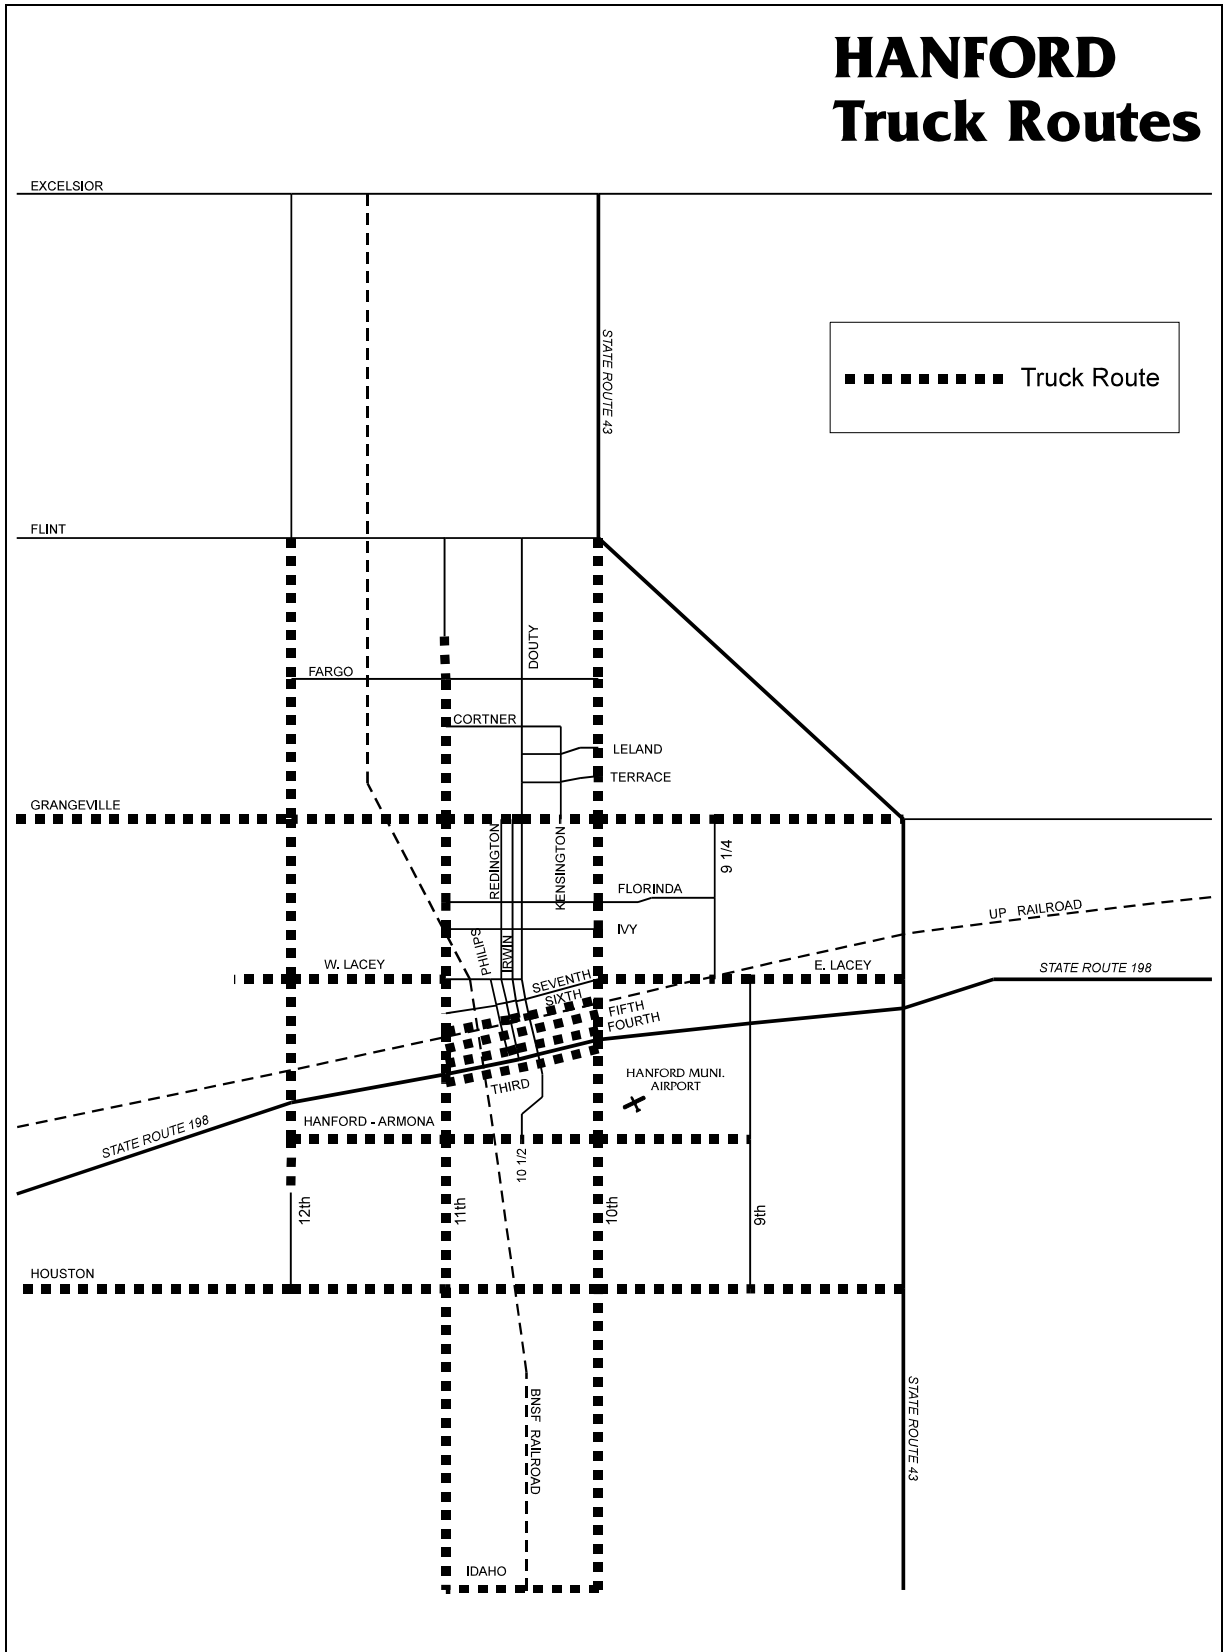 HANFORD
Truck Routes
EXCELSIOR
STATE ROUTE 43
Truck Route
FLINT
DOUTY
FARGO
CORTNER
LELAND
TERRACE
GRANGEVILLE
REDINGTON
KENSINGTON
9 1/4
FLORINDA
UP RAILROAD
IVY
PHILIPS
IRWIN
W. LACEY
E. LACEY
STATE ROUTE 198
SEVENTH
SIXTH
FIFTH
FOURTH
THIRD
HANFORD MUNI.
AIRPORT
HANFORD - ARMONA
STATE ROUTE 198
10 1/2
12th
11th
10th
9th
HOUSTON
BNSF RAILROAD
STATE ROUTE 43
IDAHO